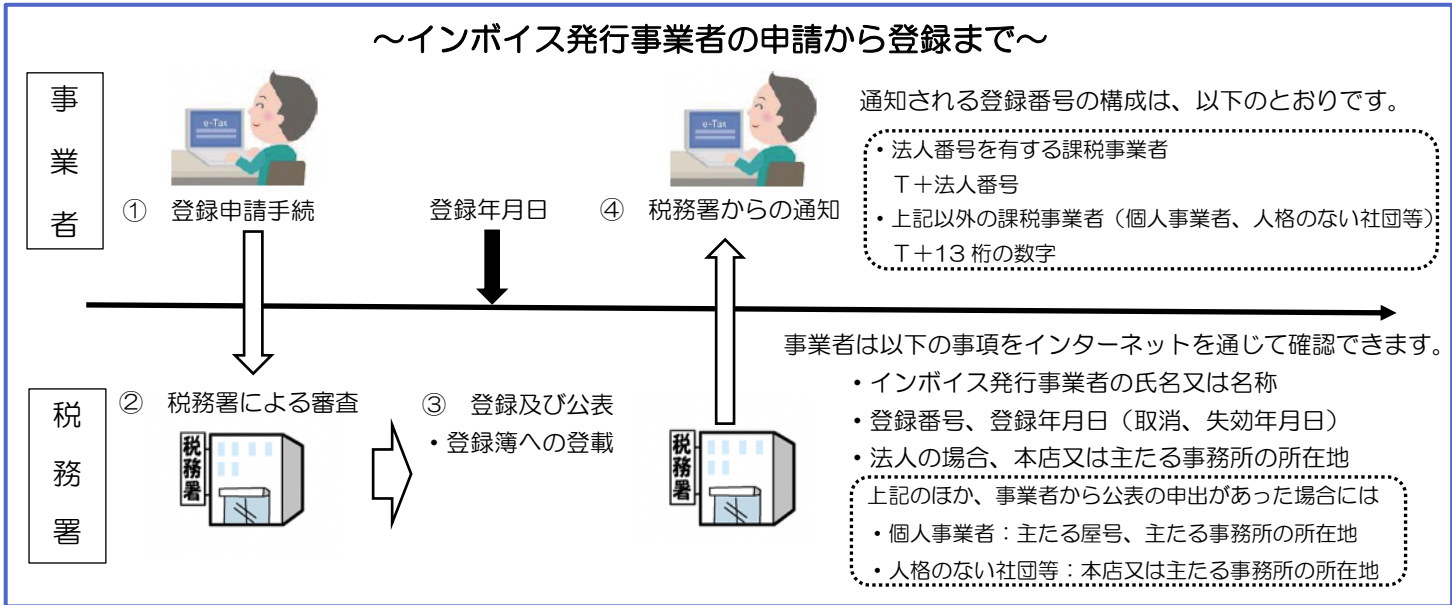 ～インボイス発行事業者の申請から登録まで～
事業者
e-Tax
① 登録申請手続
登録年月日
e-Tax
④ 税務署からの通知
通知される登録番号の構成は、以下のとおりです。
・法人番号を有する課税事業者
T＋法人番号
・上記以外の課税事業者（個人事業者、人格のない社団等）
T＋13 桁の数字
税務署
② 税務署による審査
税務署
③ 登録及び公表
・登録簿への登載
税務署
事業者は以下の事項をインターネットを通じて確認できます。
・インボイス発行事業者の氏名又は名称
・登録番号、登録年月日（取消、失効年月日）
・法人の場合、本店又は主たる事務所の所在地
上記のほか、事業者から公表の申出があった場合には
・個人事業者：主たる屋号、主たる事務所の所在地
・人格のない社団等：本店又は主たる事務所の所在地